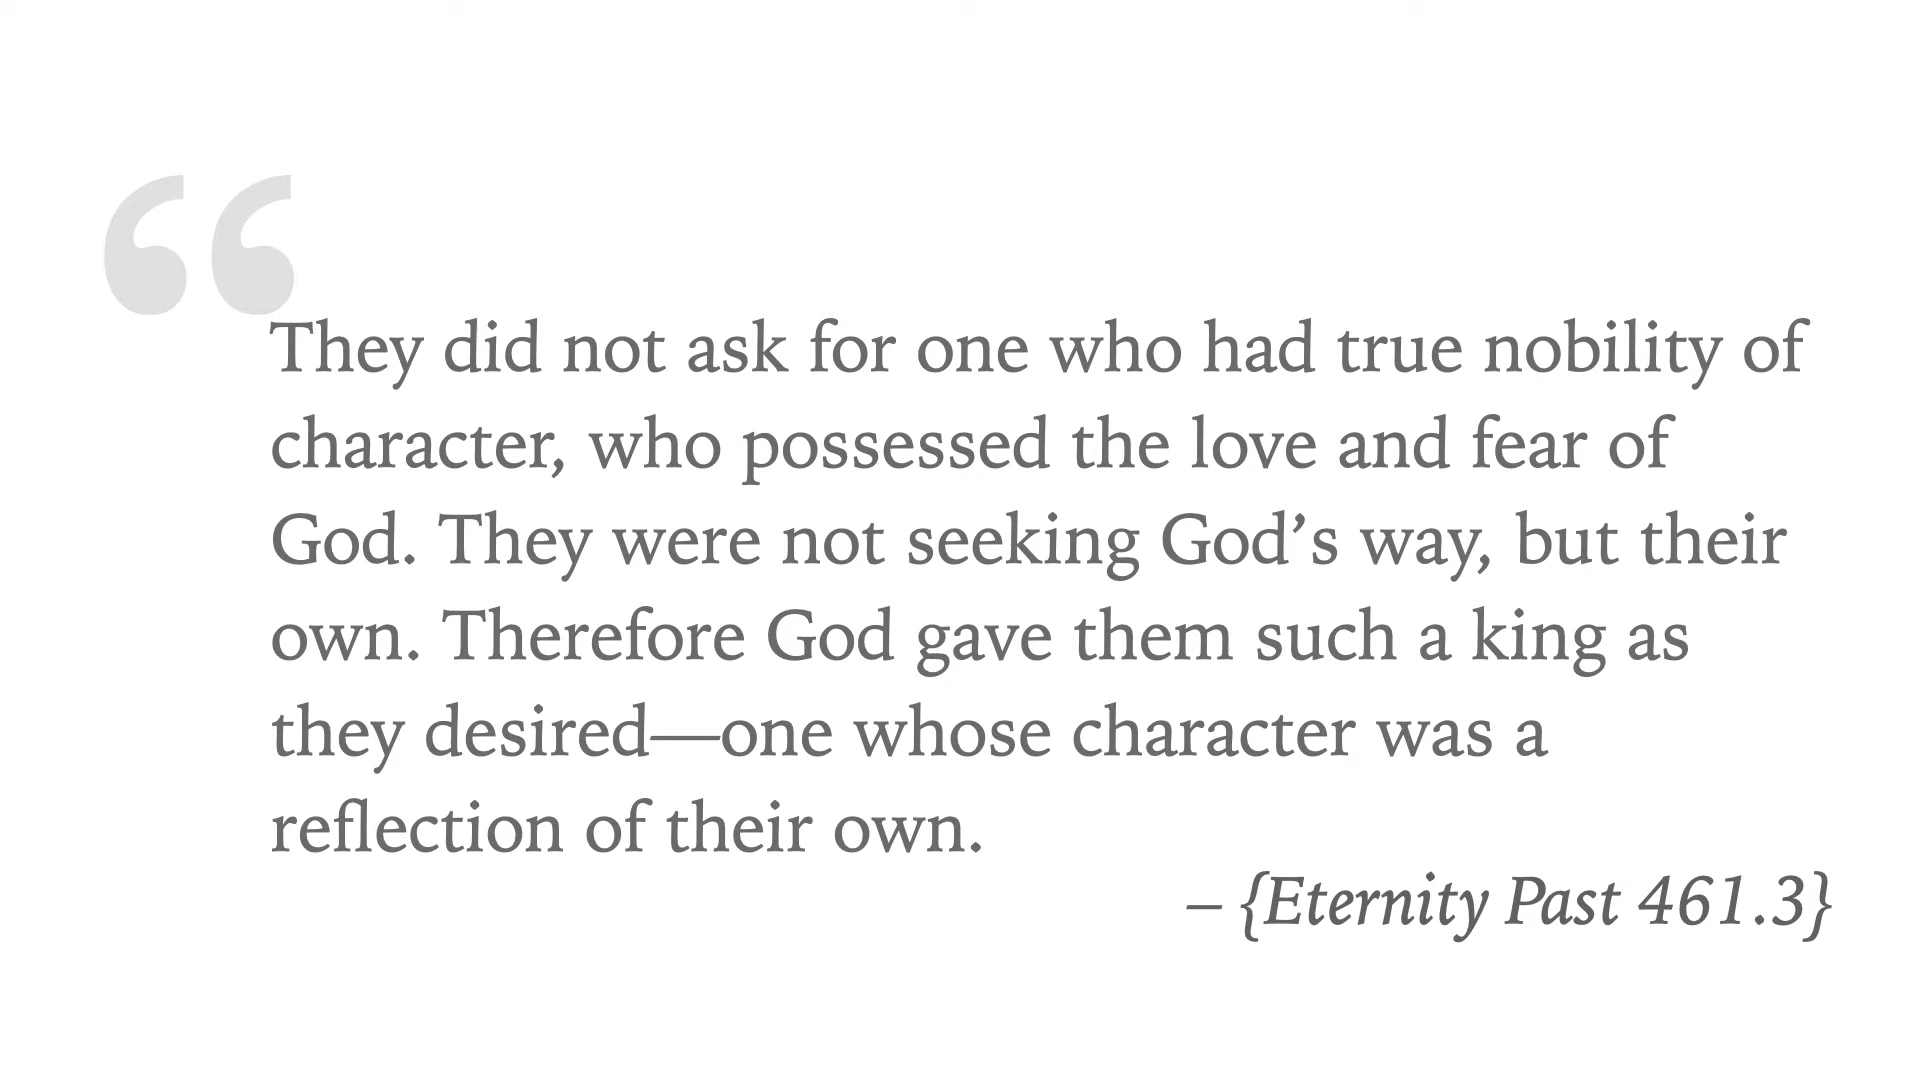 “
They did not ask for one who had true nobility of
character, who possessed the love and fear of
God. They were not seeking God’s way, but their
own. Therefore God gave them such a king as
they desired—one whose character was a
reflection of their own.
– {Eternity Past 461.3}